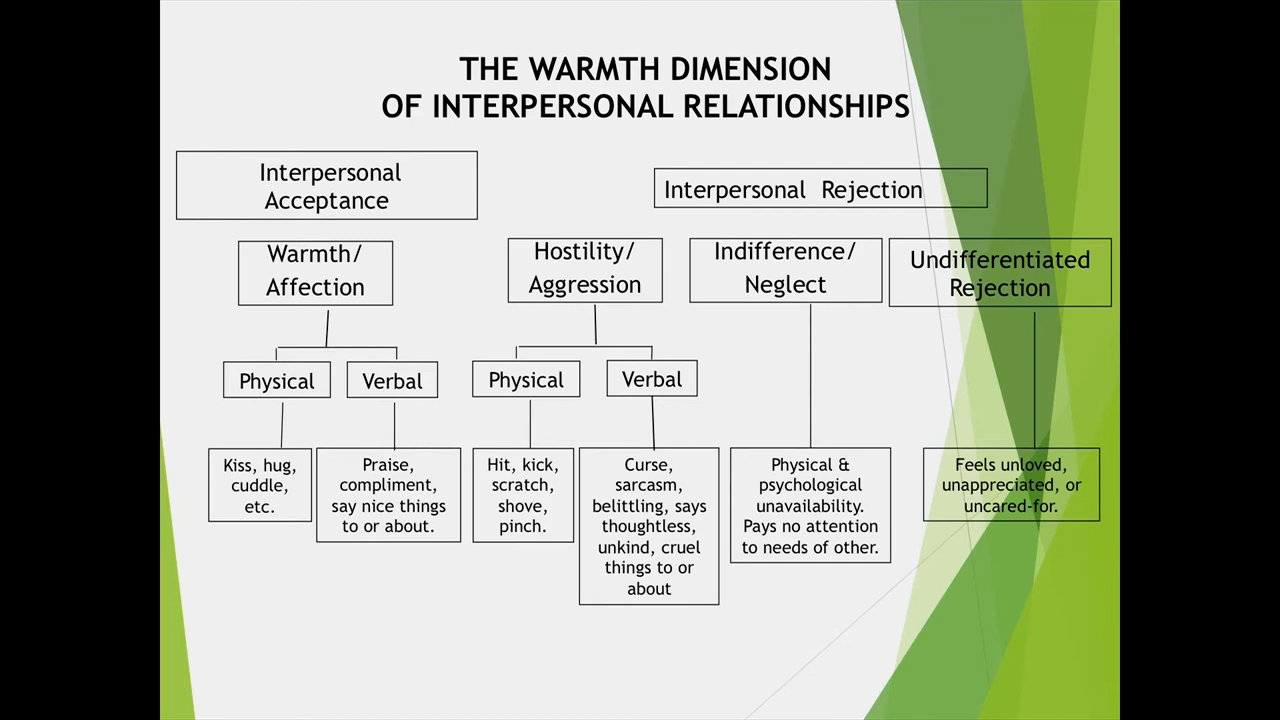 THE WARMTH DIMENSION
OF INTERPERSONAL RELATIONSHIPS
Interpersonal
Acceptance
Interpersonal Rejection
Warmth/
Affection
Hostility/
Aggression
Indifference/
Neglect
Undifferentiated
Rejection
Physical
Verbal
Physical
Verbal
Kiss, hug,
cuddle,
etc.
Praise,
compliment,
say nice things
to or about.
Hit, kick,
scratch,
shove,
pinch.
Curse,
sarcasm,
belittling, says
thoughtless,
unkind, cruel
things to or
about
Physical &
psychological
unavailability.
Pays no attention
to needs of other.
Feels unloved,
unappreciated, or
uncared-for.